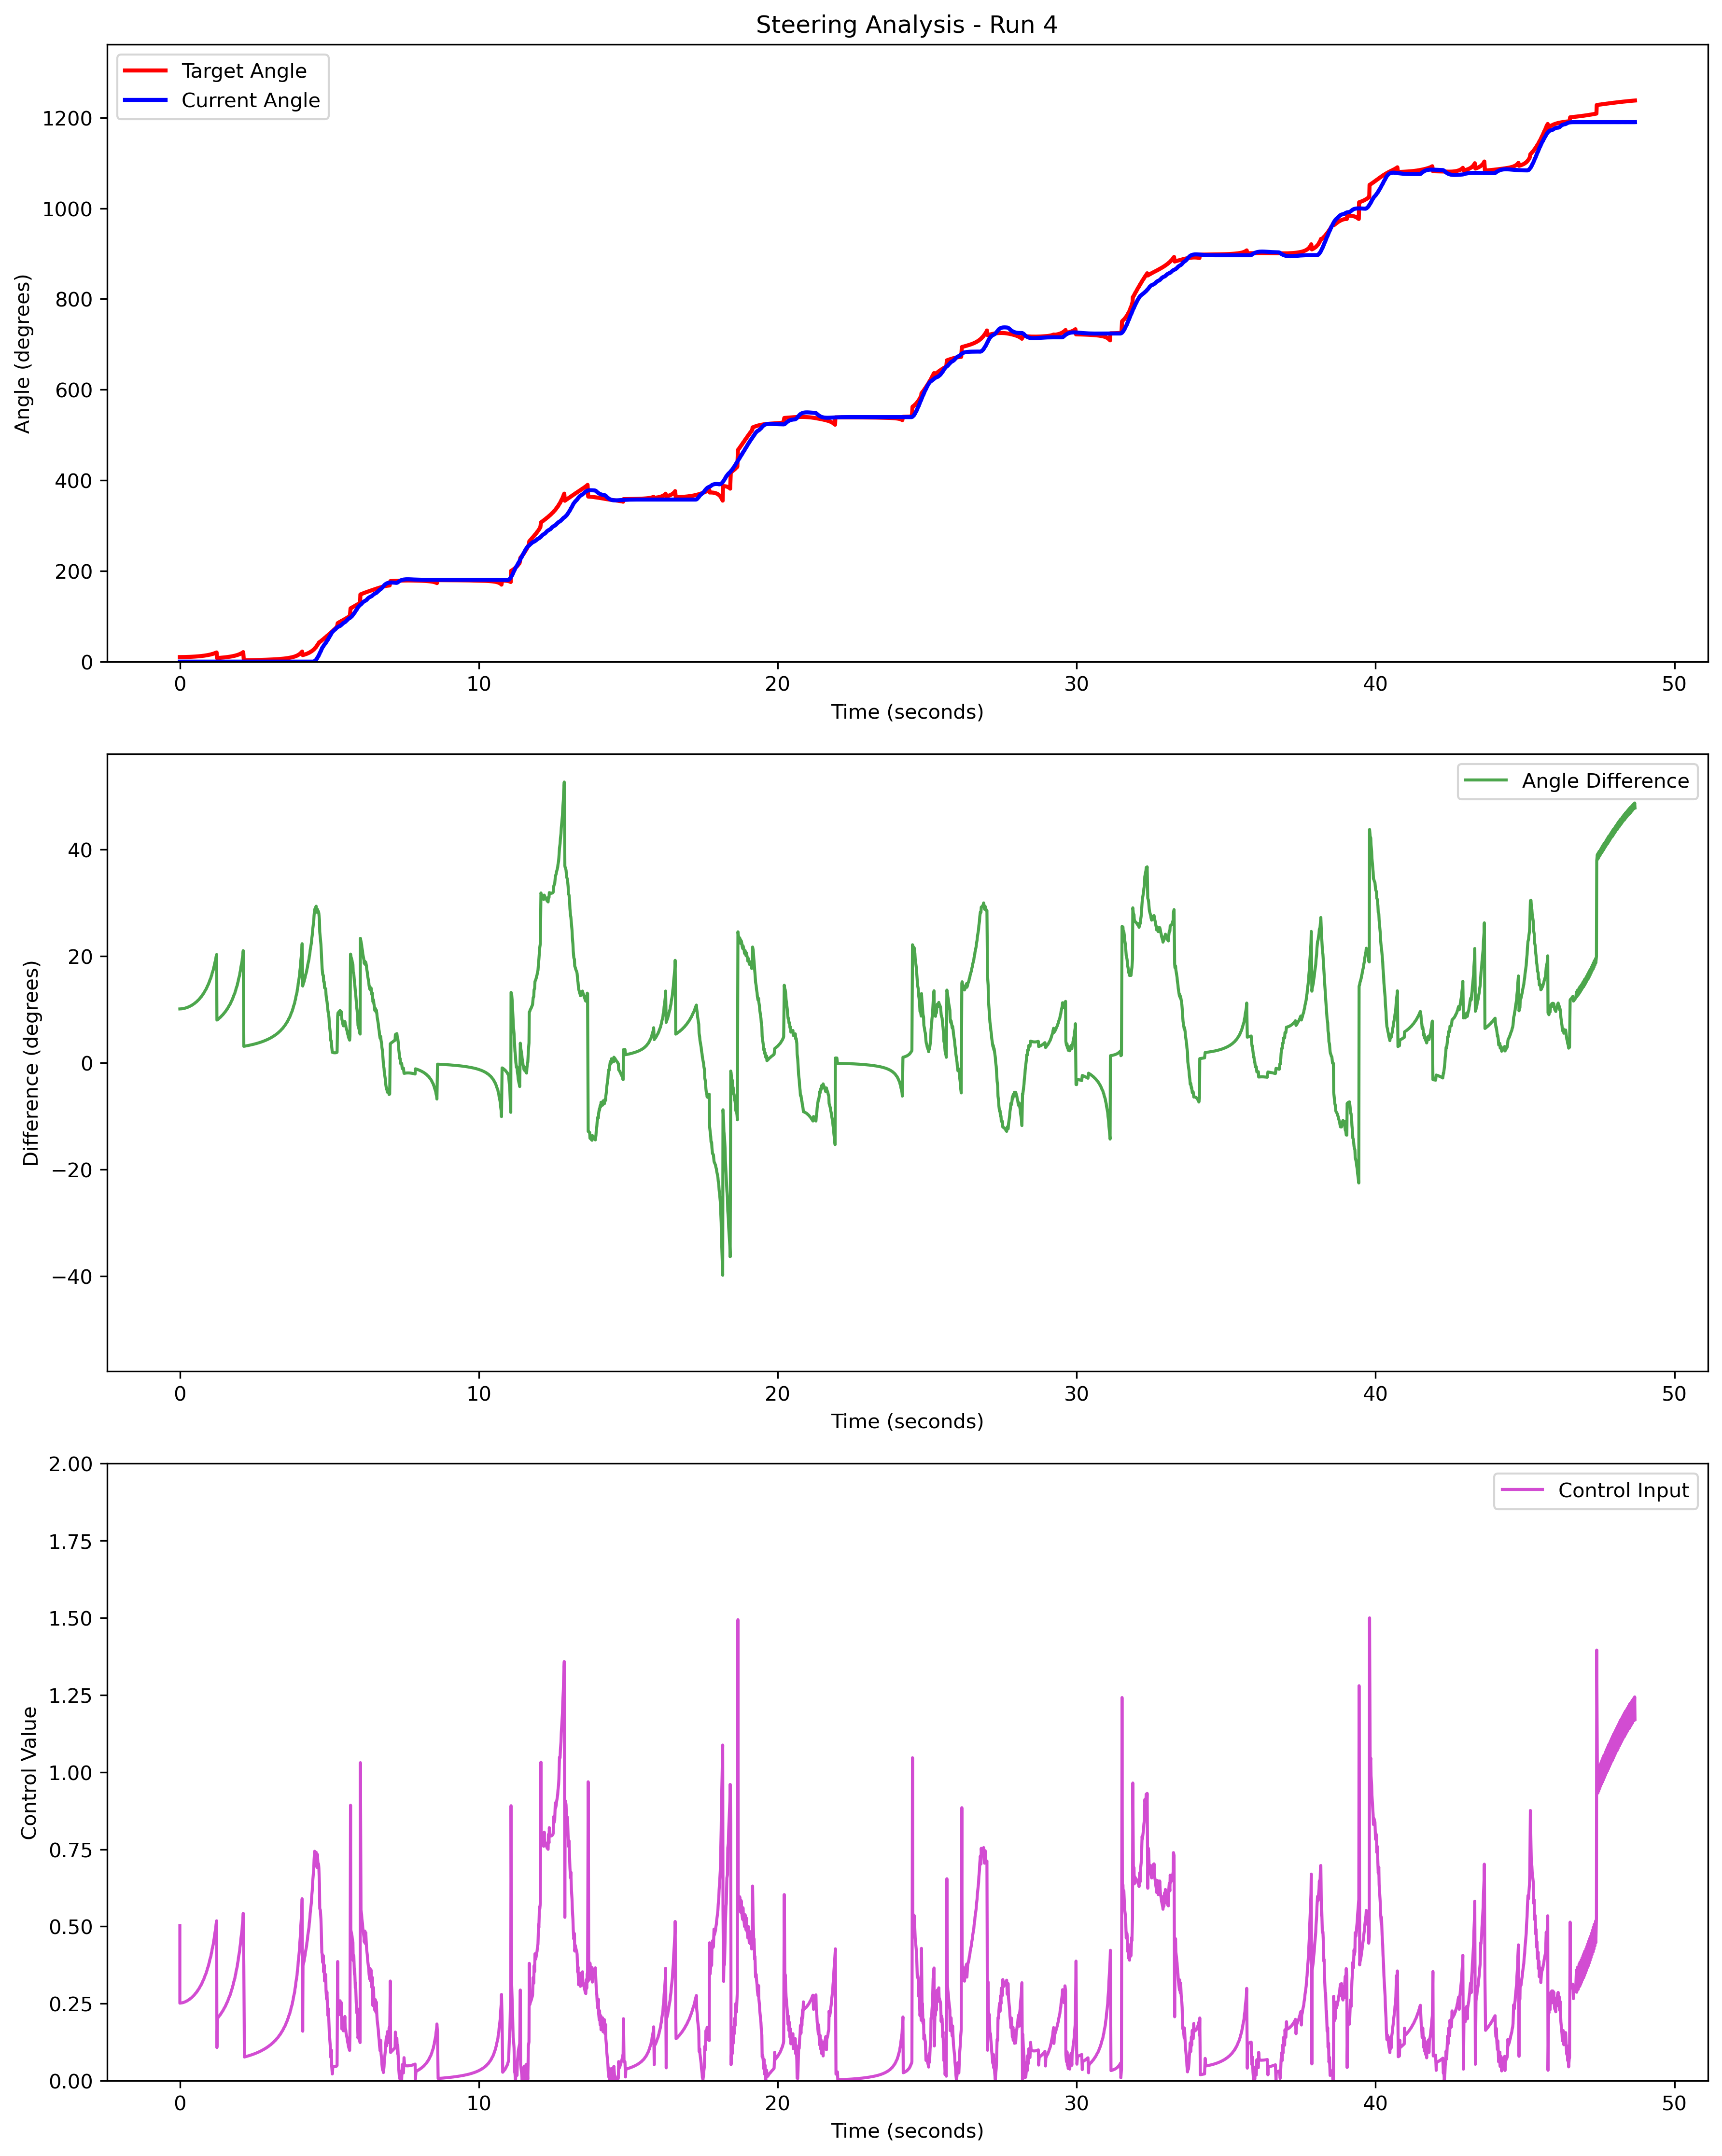 Steering Analysis - Run 4
Target Angle
Current Angle
Angle (degrees)
1200
1000
800
600
400
200
0
0 10 20 30 40 50
Time (seconds)
Angle Difference
Difference (degrees)
40
20
0
−20
−40
0 10 20 30 40 50
Time (seconds)
Control Input
Control Value
2.00
1.75
1.50
1.25
1.00
0.75
0.50
0.25
0.00
0 10 20 30 40 50
Time (seconds)